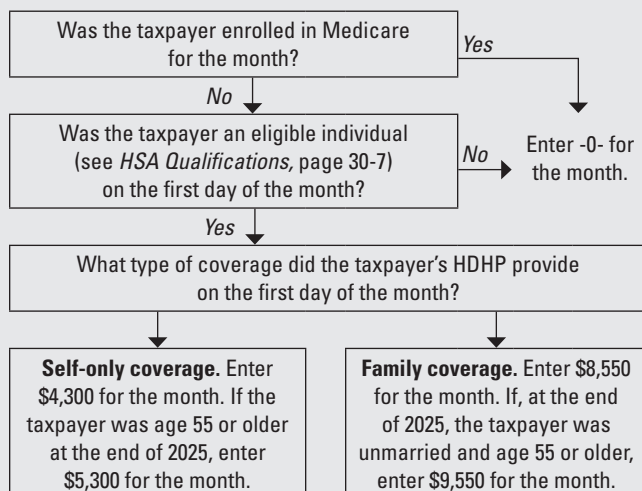 Was the taxpayer enrolled in Medicare
for the month?
Yes
No
Was the taxpayer an eligible individual
(see HSA Qualifications, page 30-7)
on the first day of the month?
No
Enter -0- for
the month.
Yes
What type of coverage did the taxpayer’s HDHP provide
on the first day of the month?
Self-only coverage. Enter
$4,300 for the month. If the
taxpayer was age 55 or older
at the end of 2025, enter
$5,300 for the month.
Family coverage. Enter $8,550
for the month. If, at the end
of 2025, the taxpayer was
unmarried and age 55 or older,
enter $9,550 for the month.